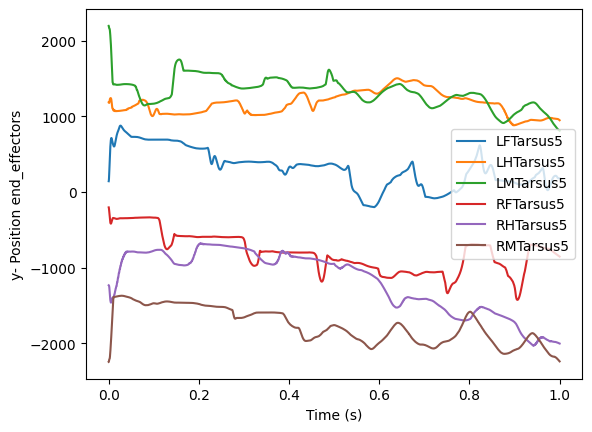 y- Position end_effectors
2000
1000
0
−1000
−2000
0.0
0.2
0.4
0.6
0.8
1.0
Time (s)
LFTarsus5
LHTarsus5
LMTarsus5
RFTarsus5
RHTarsus5
RMTarsus5